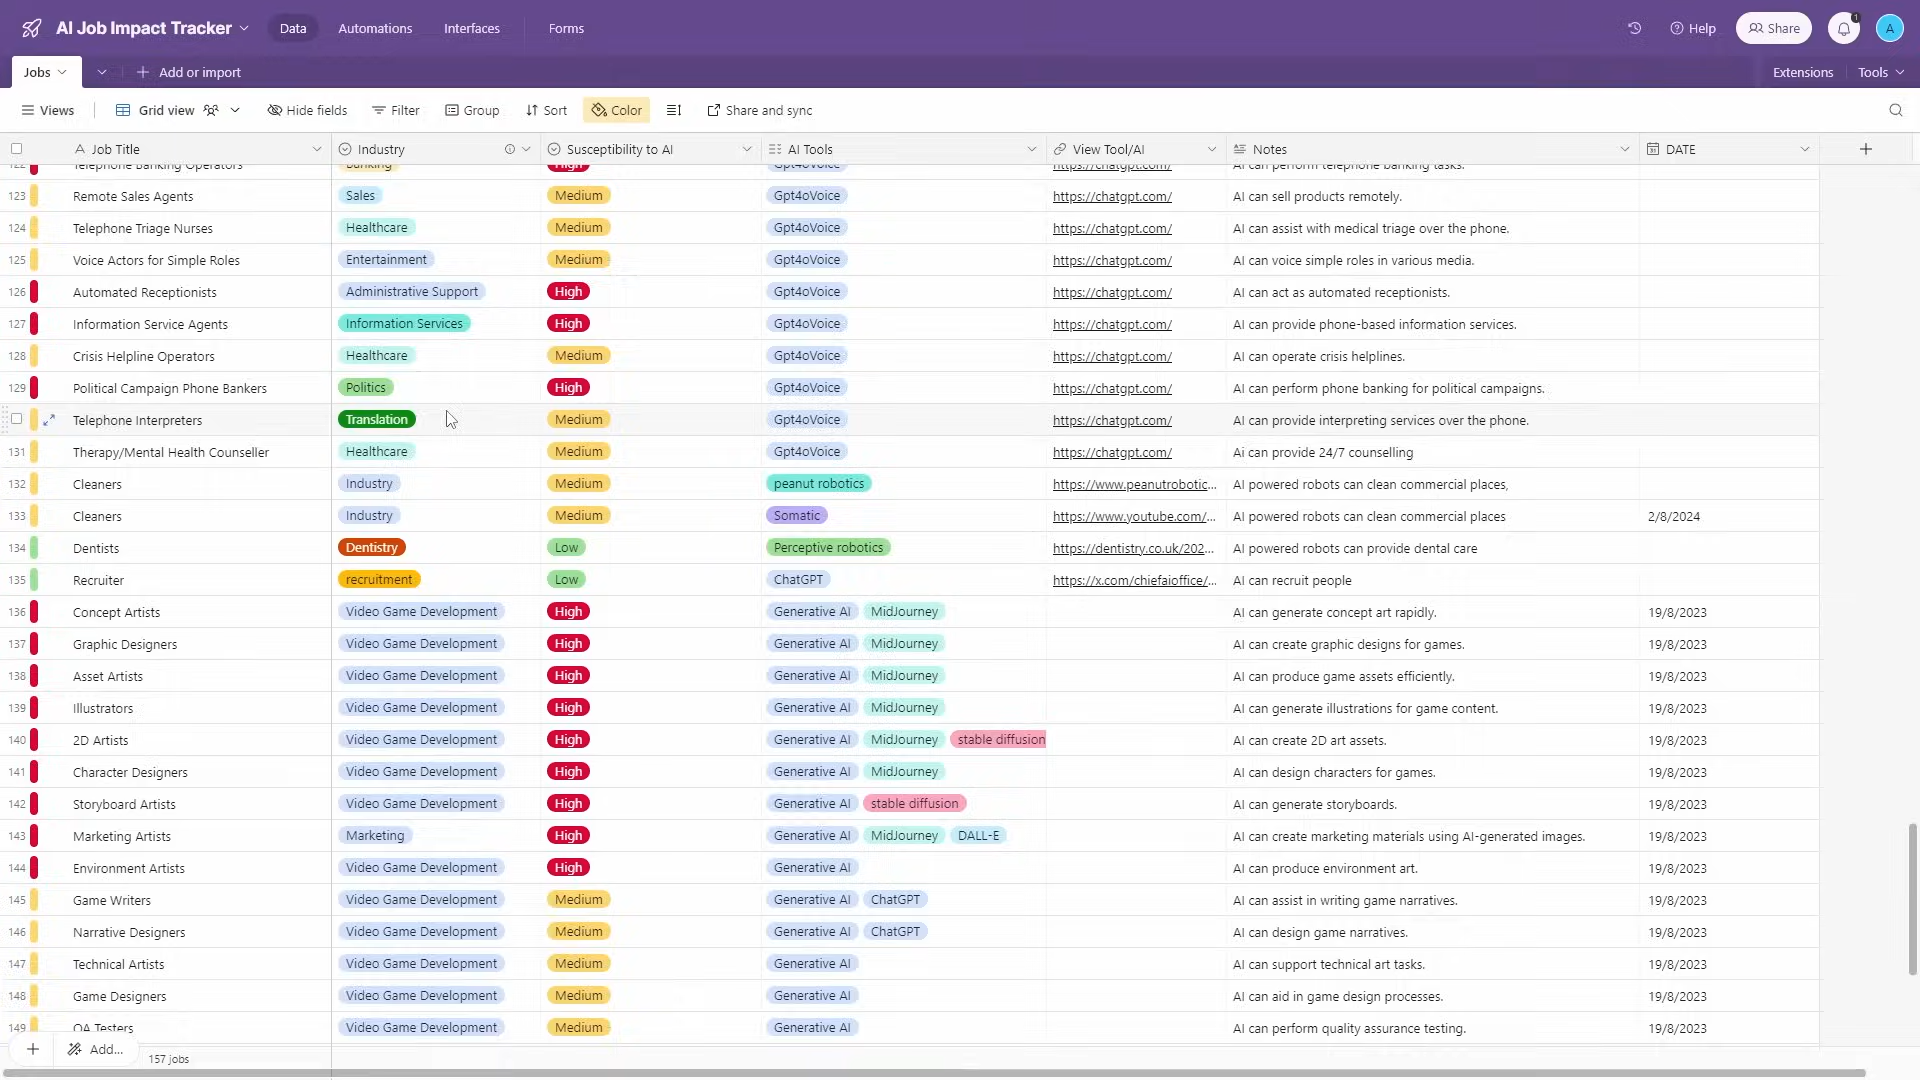 AI Job Impact Tracker Data Automations Interfaces Forms Help Share 1 A
Jobs Add or import Extensions Tools
Views Grid view Hide fields Filter Group Sort Color Share and sync
Job Title Industry Susceptibility to AI AI Tools View Tool/AI Notes DATE
122 Telephone Banking Operators Banking High Gpt4oVoice https://chatgpt.com/ AI can perform telephone banking tasks.
123 Remote Sales Agents Sales Medium Gpt4oVoice https://chatgpt.com/ AI can sell products remotely.
124 Telephone Triage Nurses Healthcare Medium Gpt4oVoice https://chatgpt.com/ AI can assist with medical triage over the phone.
125 Voice Actors for Simple Roles Entertainment Medium Gpt4oVoice https://chatgpt.com/ AI can voice simple roles in various media.
126 Automated Receptionists Administrative Support High Gpt4oVoice https://chatgpt.com/ AI can act as automated receptionists.
127 Information Service Agents Information Services High Gpt4oVoice https://chatgpt.com/ AI can provide phone-based information services.
128 Crisis Helpline Operators Healthcare Medium Gpt4oVoice https://chatgpt.com/ AI can operate crisis helplines.
129 Political Campaign Phone Bankers Politics High Gpt4oVoice https://chatgpt.com/ AI can perform phone banking for political campaigns.
Telephone Interpreters Translation Medium Gpt4oVoice https://chatgpt.com/ AI can provide interpreting services over the phone.
131 Therapy/Mental Health Counseller Healthcare Medium Gpt4oVoice https://chatgpt.com/ Ai can provide 24/7 counselling
132 Cleaners Industry Medium peanut robotics https://www.peanutrobotic... AI powered robots can clean commercial places,
133 Cleaners Industry Medium Somatic https://www.youtube.com/... AI powered robots can clean commercial places 2/8/2024
134 Dentists Dentistry Low Perceptive robotics https://dentistry.co.uk/202... AI powered robots can provide dental care
135 Recruiter recruitment Low ChatGPT https://x.com/chiefaioffice/... AI can recruit people
136 Concept Artists Video Game Development High Generative AI MidJourney AI can generate concept art rapidly. 19/8/2023
137 Graphic Designers Video Game Development High Generative AI MidJourney AI can create graphic designs for games. 19/8/2023
138 Asset Artists Video Game Development High Generative AI MidJourney AI can produce game assets efficiently. 19/8/2023
139 Illustrators Video Game Development High Generative AI MidJourney AI can generate illustrations for game content. 19/8/2023
140 2D Artists Video Game Development High Generative AI MidJourney stable diffusion AI can create 2D art assets. 19/8/2023
141 Character Designers Video Game Development High Generative AI MidJourney AI can design characters for games. 19/8/2023
142 Storyboard Artists Video Game Development High Generative AI stable diffusion AI can generate storyboards. 19/8/2023
143 Marketing Artists Marketing High Generative AI MidJourney DALL-E AI can create marketing materials using AI-generated images. 19/8/2023
144 Environment Artists Video Game Development High Generative AI AI can produce environment art. 19/8/2023
145 Game Writers Video Game Development Medium Generative AI ChatGPT AI can assist in writing game narratives. 19/8/2023
146 Narrative Designers Video Game Development Medium Generative AI ChatGPT AI can design game narratives. 19/8/2023
147 Technical Artists Video Game Development Medium Generative AI AI can support technical art tasks. 19/8/2023
148 Game Designers Video Game Development Medium Generative AI AI can aid in game design processes. 19/8/2023
149 QA Testers Video Game Development Medium Generative AI AI can perform quality assurance testing. 19/8/2023
Add... 157 jobs